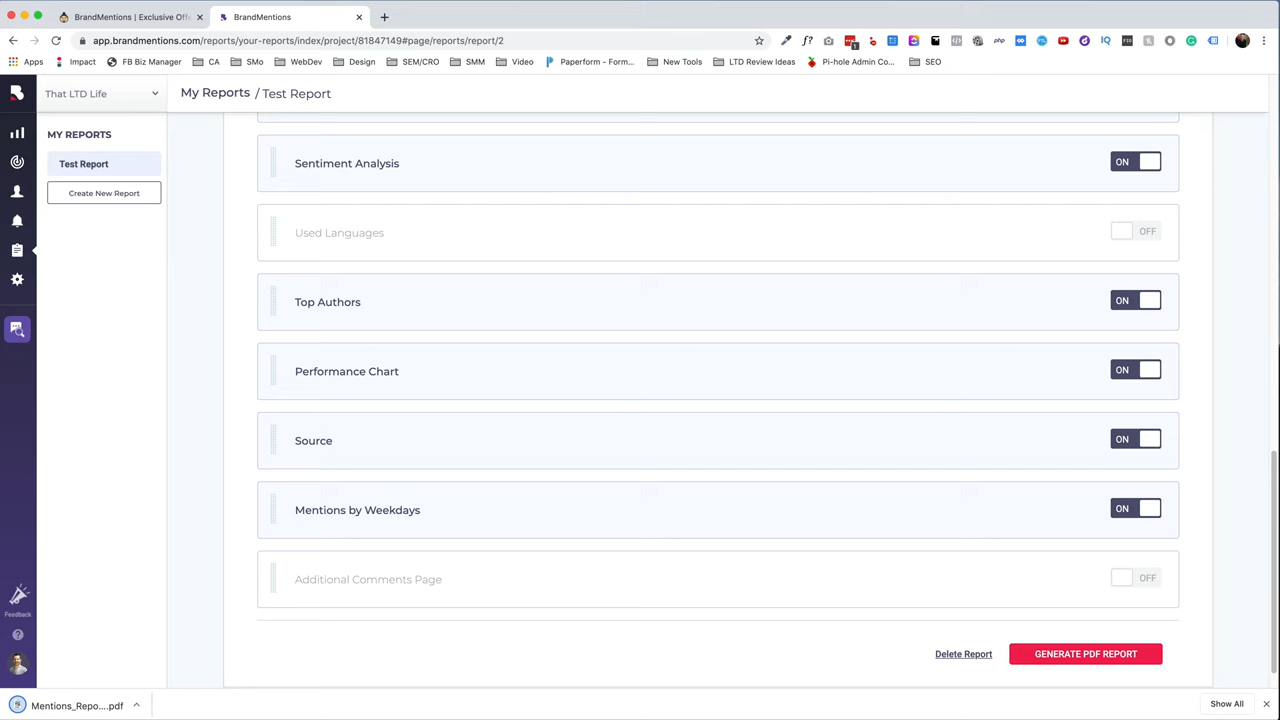 BrandMentions | Exclusive Offe
BrandMentions
app.brandmentions.com/reports/your-reports/index/project/81847149#page/reports/report/2
Apps
Impact
FB Biz Manager
CA
SMo
WebDev
Design
SEM/CRO
SMM
Video
Paperform - Form...
New Tools
LTD Review Ideas
Pi-hole Admin Co...
SEO
That LTD Life
My Reports / Test Report
MY REPORTS
Test Report
Create New Report
Sentiment Analysis
ON
Used Languages
OFF
Top Authors
ON
Performance Chart
ON
Source
ON
Mentions by Weekdays
ON
Additional Comments Page
OFF
Feedback
Delete Report
GENERATE PDF REPORT
Mentions_Repo....pdf
Show All